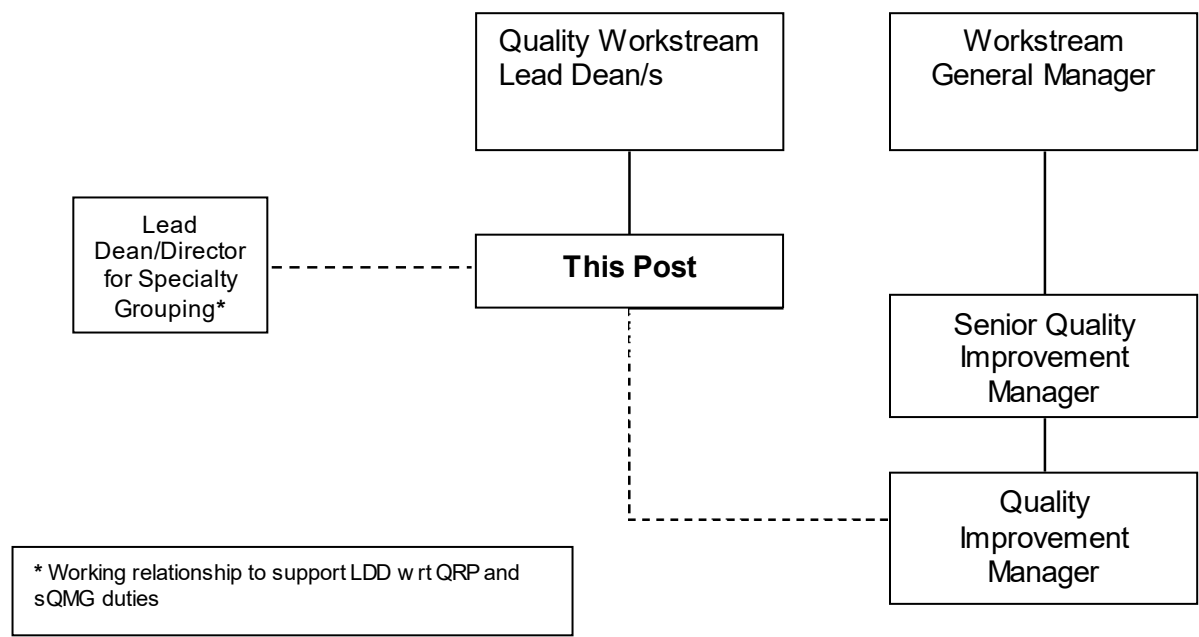 Quality Workstream
Lead Dean/s
Workstream
General Manager
Lead
Dean/Director
for Specialty
Grouping*
This Post
Senior Quality
Improvement
Manager
Quality
Improvement
Manager
* Working relationship to support LDD wrt QRP and
sQMG duties